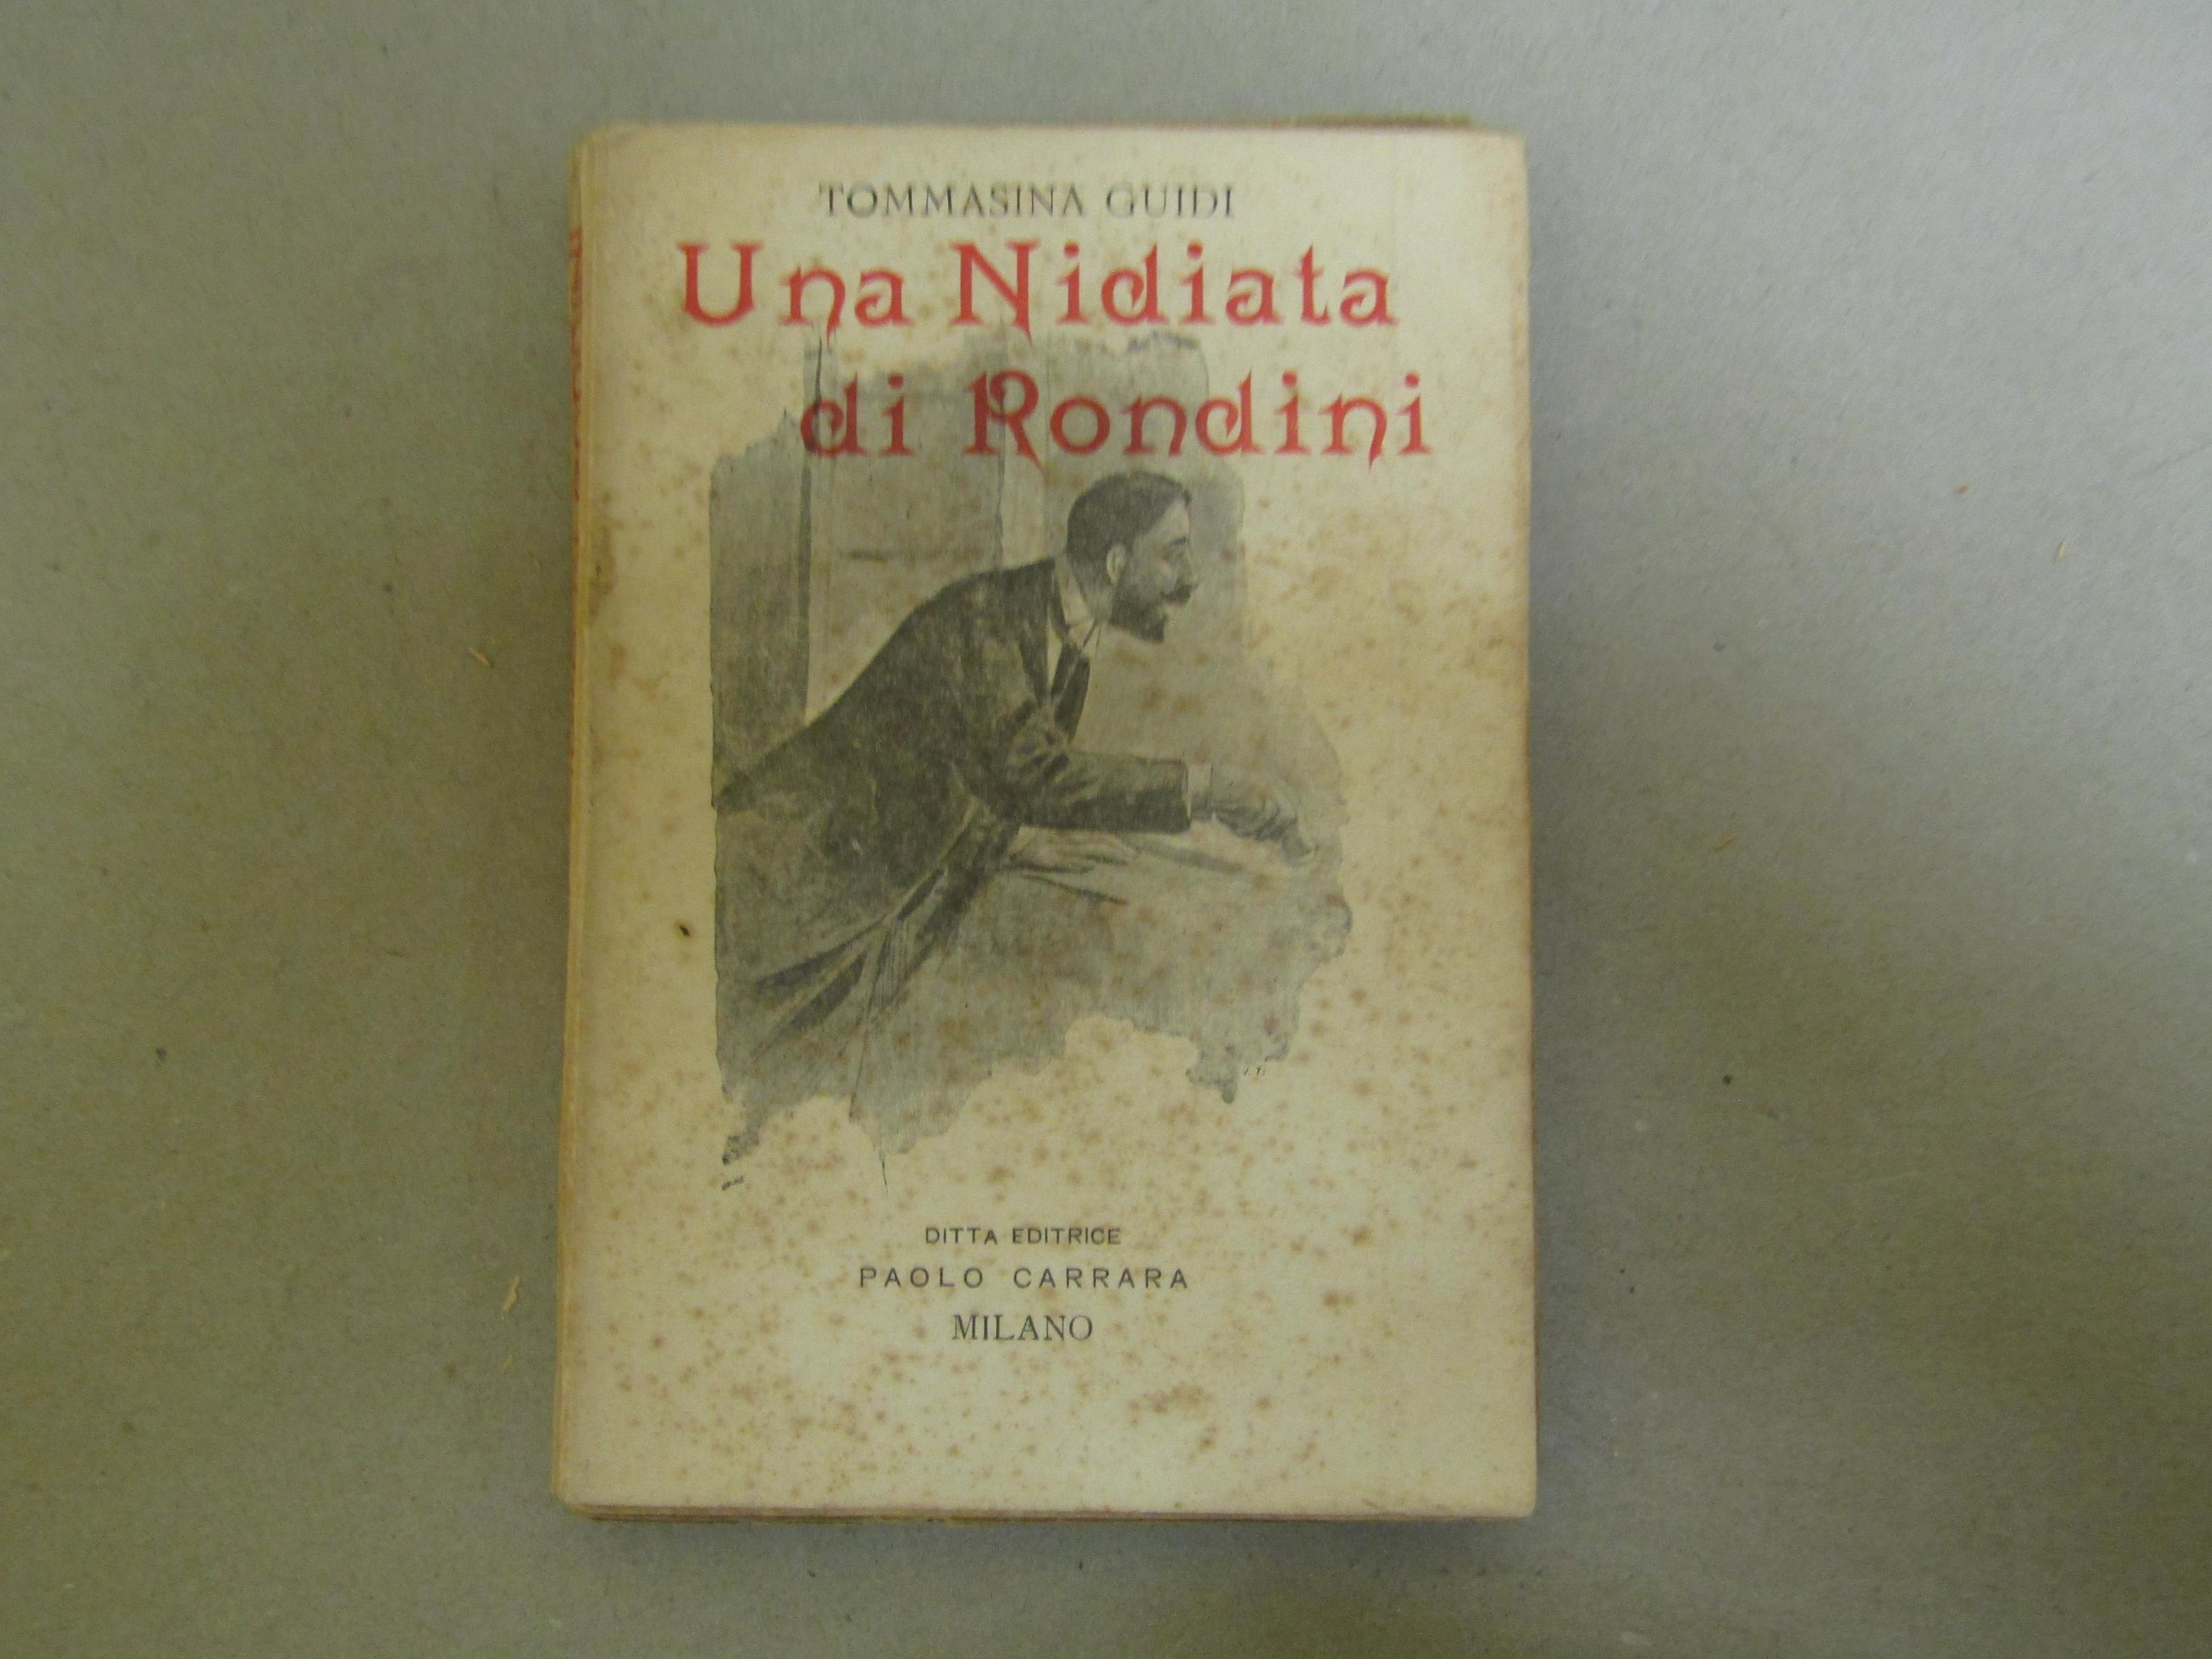 TOMMASINA GUIDI
Una Nidiata
di Rondini
DITTA EDITRICE
PAOLO CARRARA
MILANO